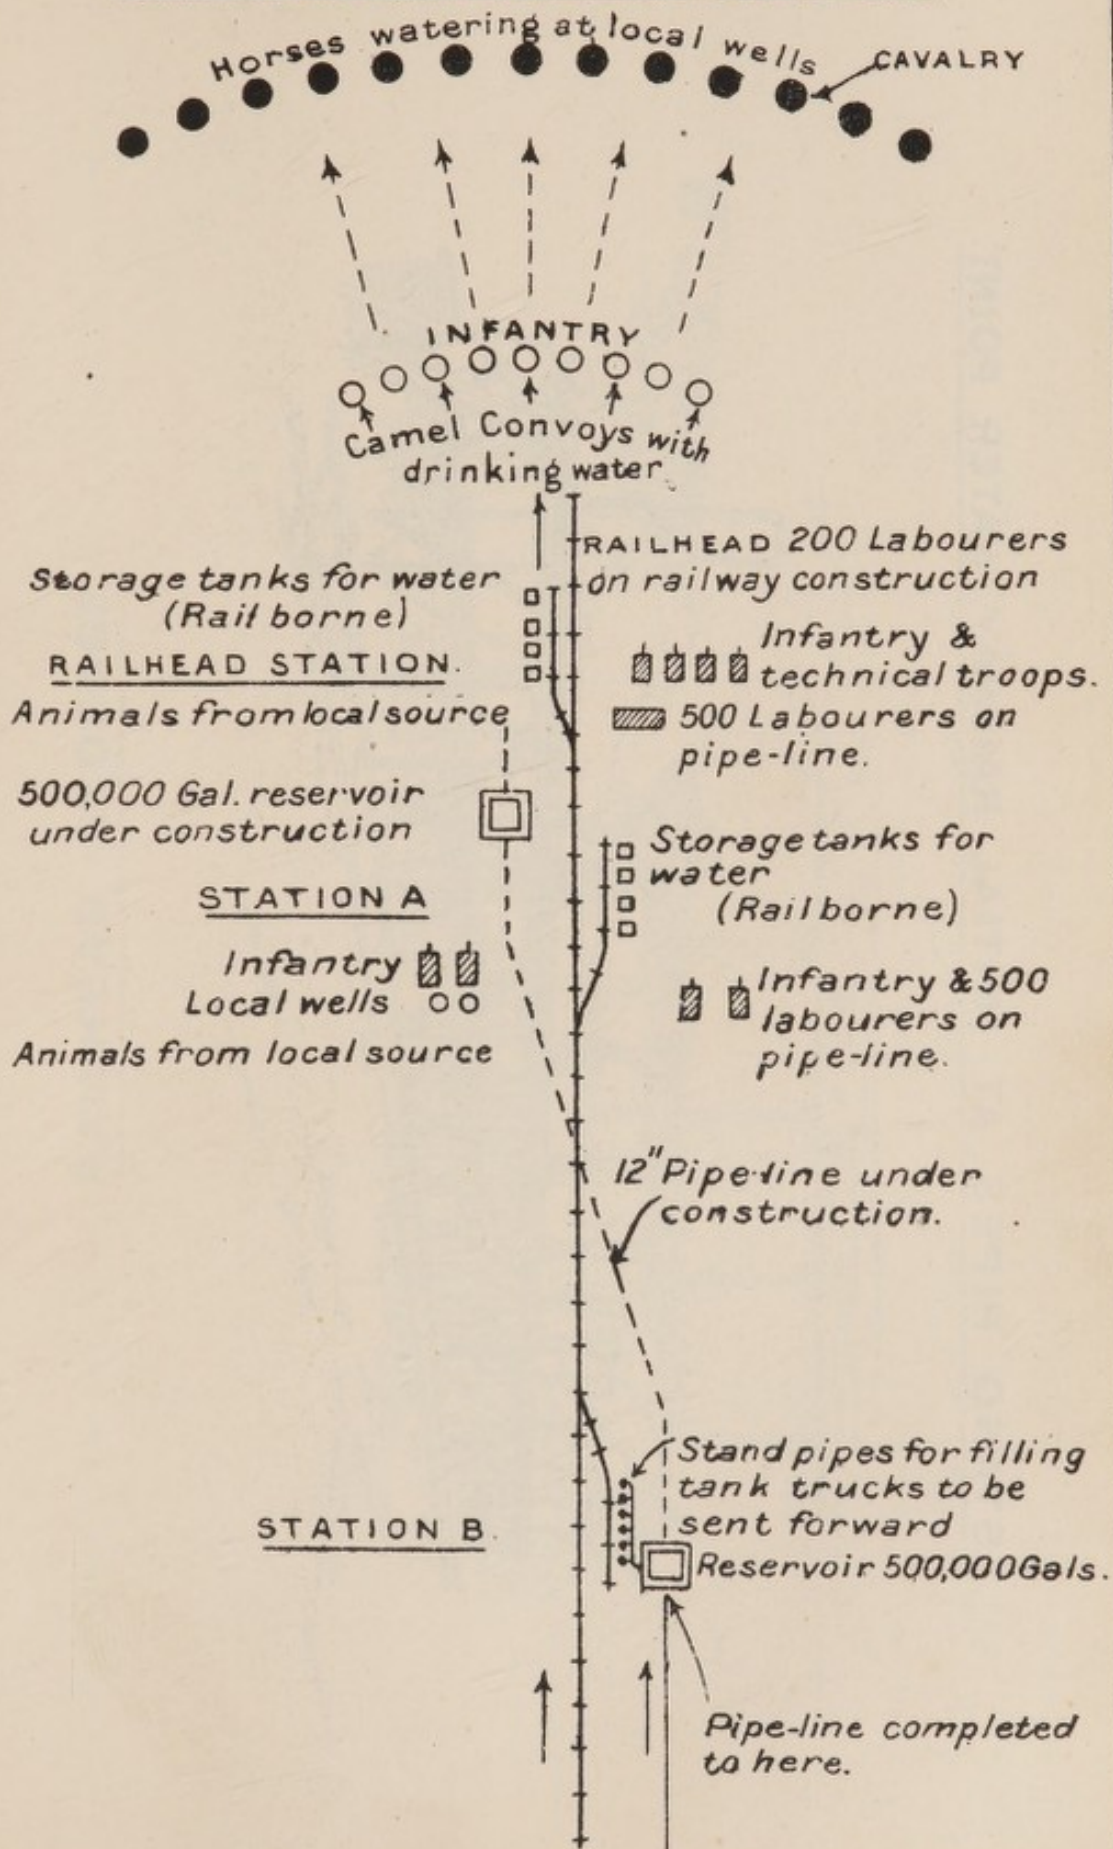 Horses watering at local wells
CAVALRY
INFANTRY
Camel Convoys with
drinking water.
RAILHEAD 200 Labourers
on railway construction
Storage tanks for water
(Rail borne)
RAILHEAD STATION.
Infantry &
technical troops.
Animals from local source
500 Labourers on
pipe-line.
500,000 Gal. reservoir
under construction
Storage tanks for
water
(Rail borne)
STATION A
Infantry
Local wells
Animals from local source
Infantry & 500
labourers on
pipe-line.
12" Pipe-line under
construction.
Stand pipes for filling
tank trucks to be
sent forward
STATION B.
Reservoir 500,000 Gals.
Pipe-line completed
to here.